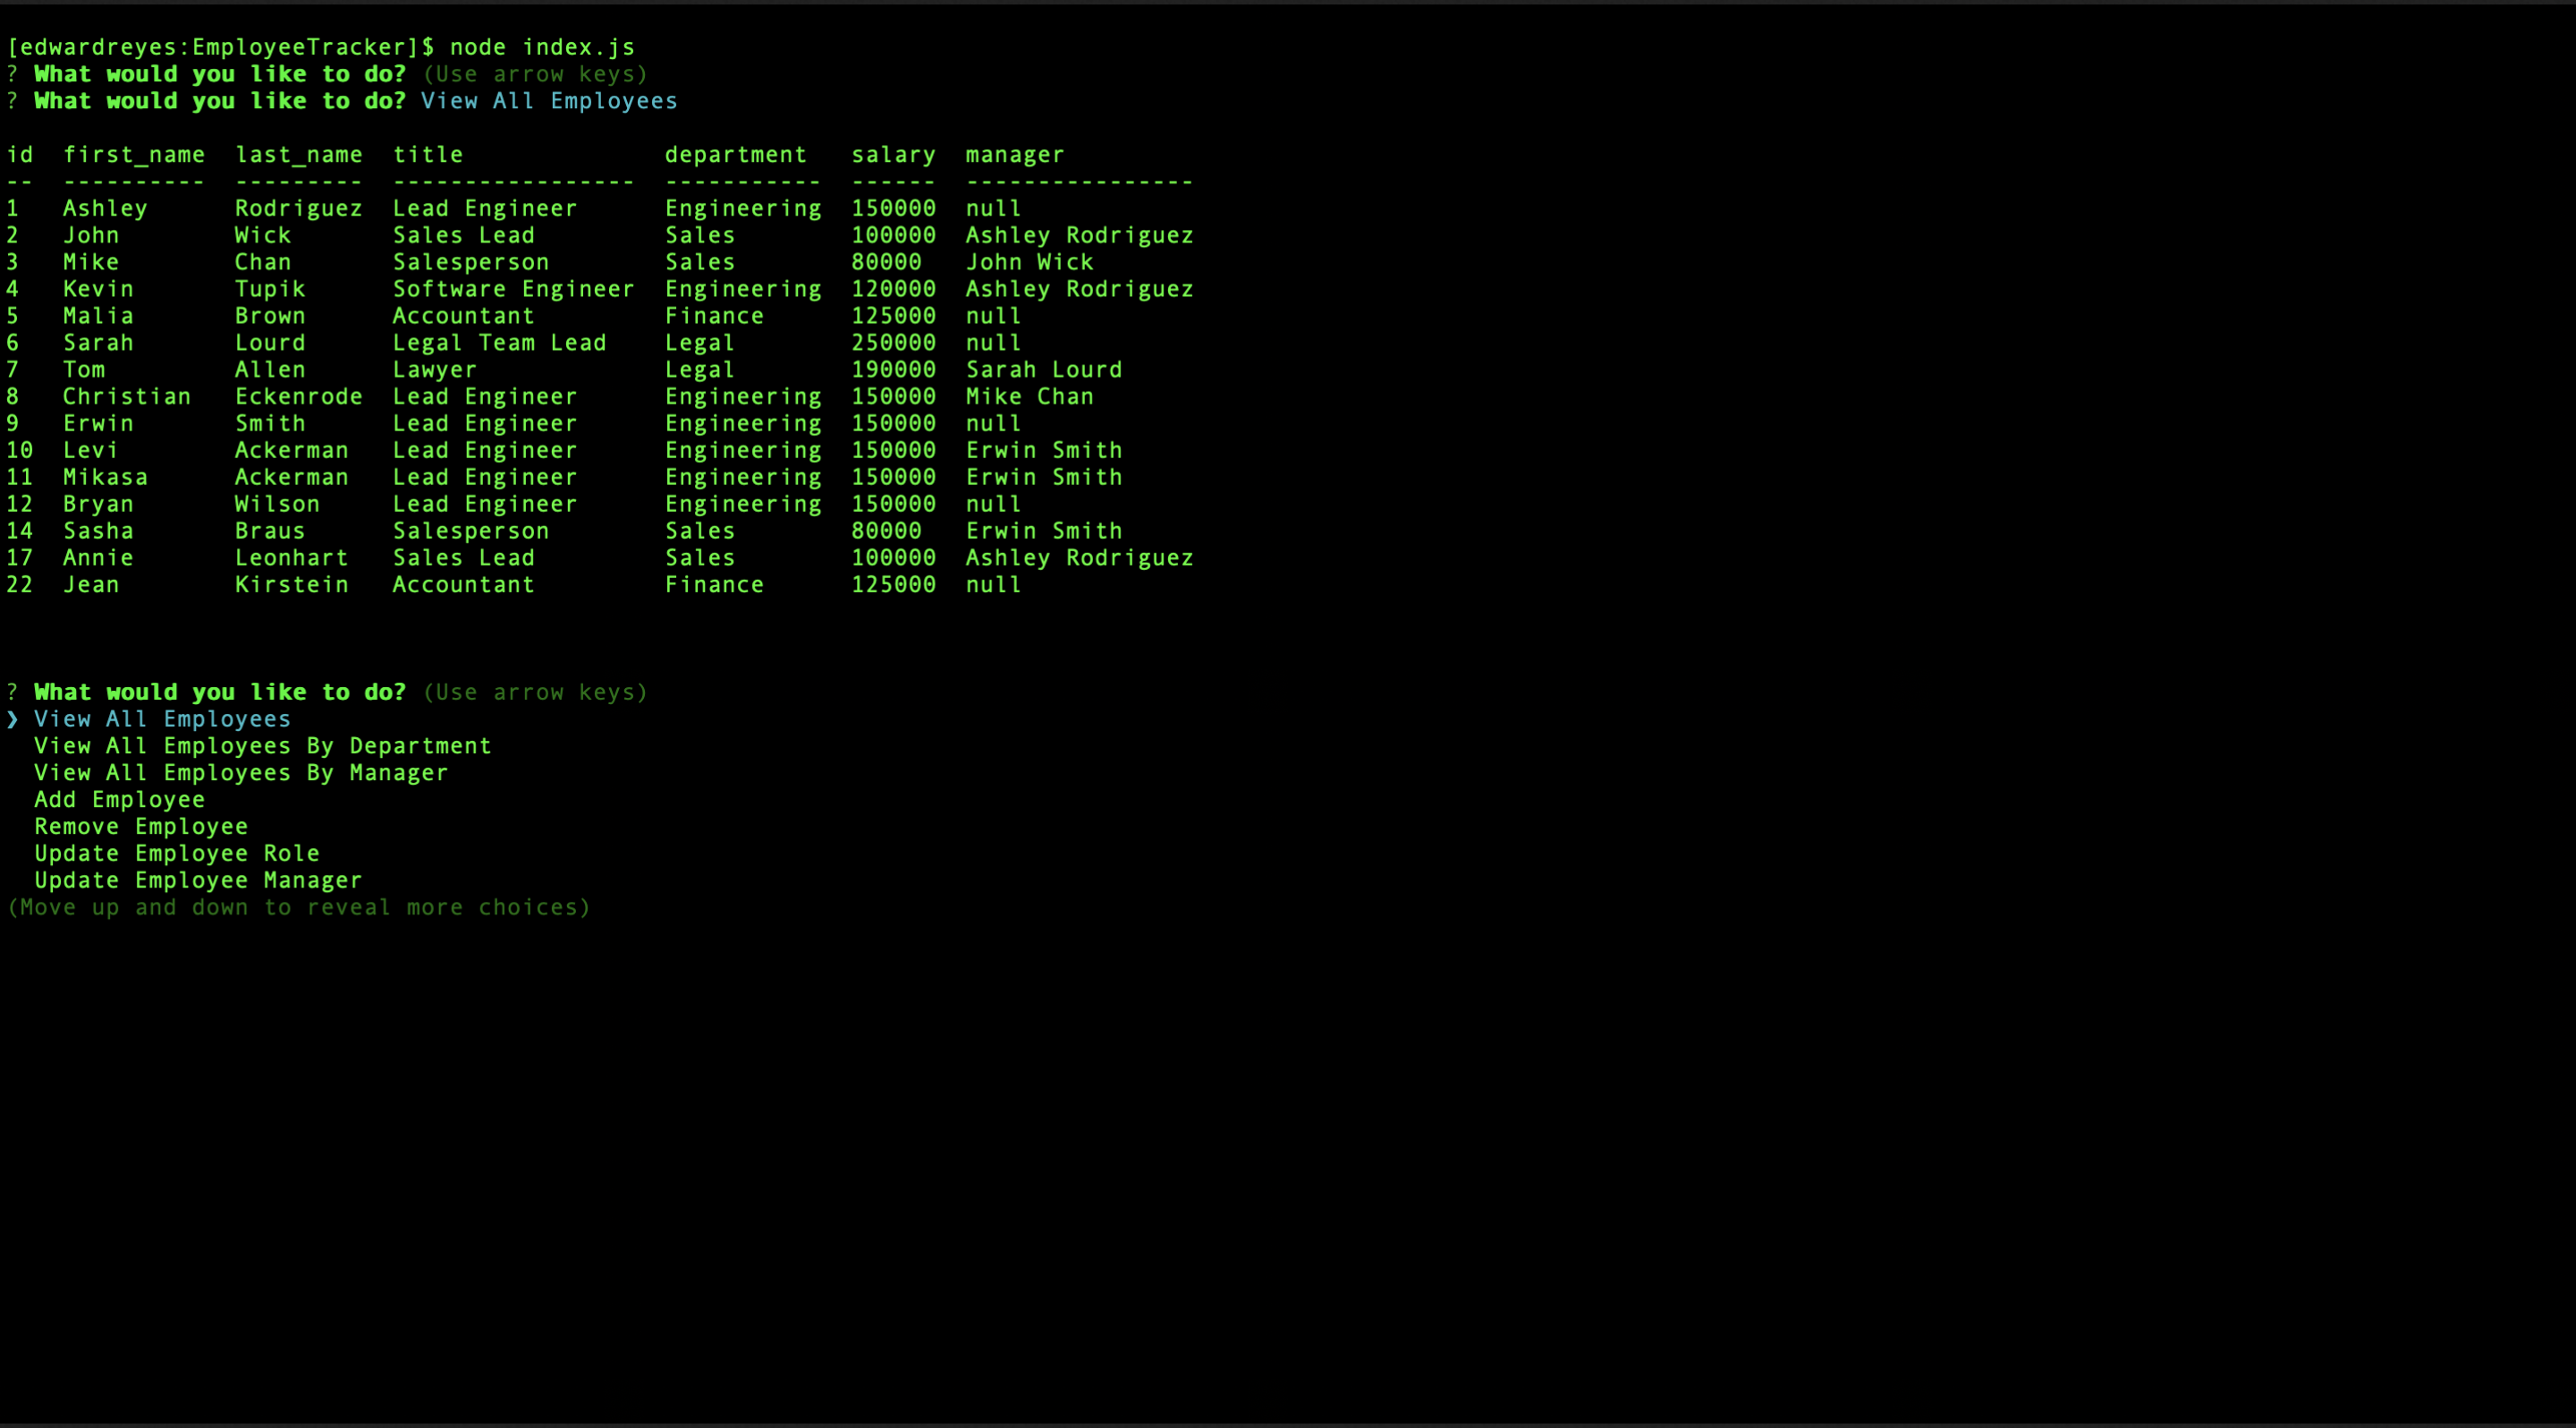 [edwardreyes:EmployeeTracker]$ node index.js
? What would you like to do? (Use arrow keys)
? What would you like to do? View All Employees
id  first_name  last_name  title              department   salary  manager
--  ----------  ---------  -----------------  -----------  ------  ----------------
1   Ashley      Rodriguez  Lead Engineer      Engineering  150000  null
2   John        Wick       Sales Lead         Sales        100000  Ashley Rodriguez
3   Mike        Chan       Salesperson        Sales        80000   John Wick
4   Kevin       Tupik      Software Engineer  Engineering  120000  Ashley Rodriguez
5   Malia       Brown      Accountant         Finance      125000  null
6   Sarah       Lourd      Legal Team Lead    Legal        250000  null
7   Tom         Allen      Lawyer             Legal        190000  Sarah Lourd
8   Christian   Eckenrode  Lead Engineer      Engineering  150000  Mike Chan
9   Erwin       Smith      Lead Engineer      Engineering  150000  null
10  Levi        Ackerman   Lead Engineer      Engineering  150000  Erwin Smith
11  Mikasa      Ackerman   Lead Engineer      Engineering  150000  Erwin Smith
12  Bryan       Wilson     Lead Engineer      Engineering  150000  null
14  Sasha       Braus      Salesperson        Sales        80000   Erwin Smith
17  Annie       Leonhart   Sales Lead         Sales        100000  Ashley Rodriguez
22  Jean        Kirstein   Accountant         Finance      125000  null
? What would you like to do? (Use arrow keys)
❯ View All Employees
  View All Employees By Department
  View All Employees By Manager
  Add Employee
  Remove Employee
  Update Employee Role
  Update Employee Manager
(Move up and down to reveal more choices)